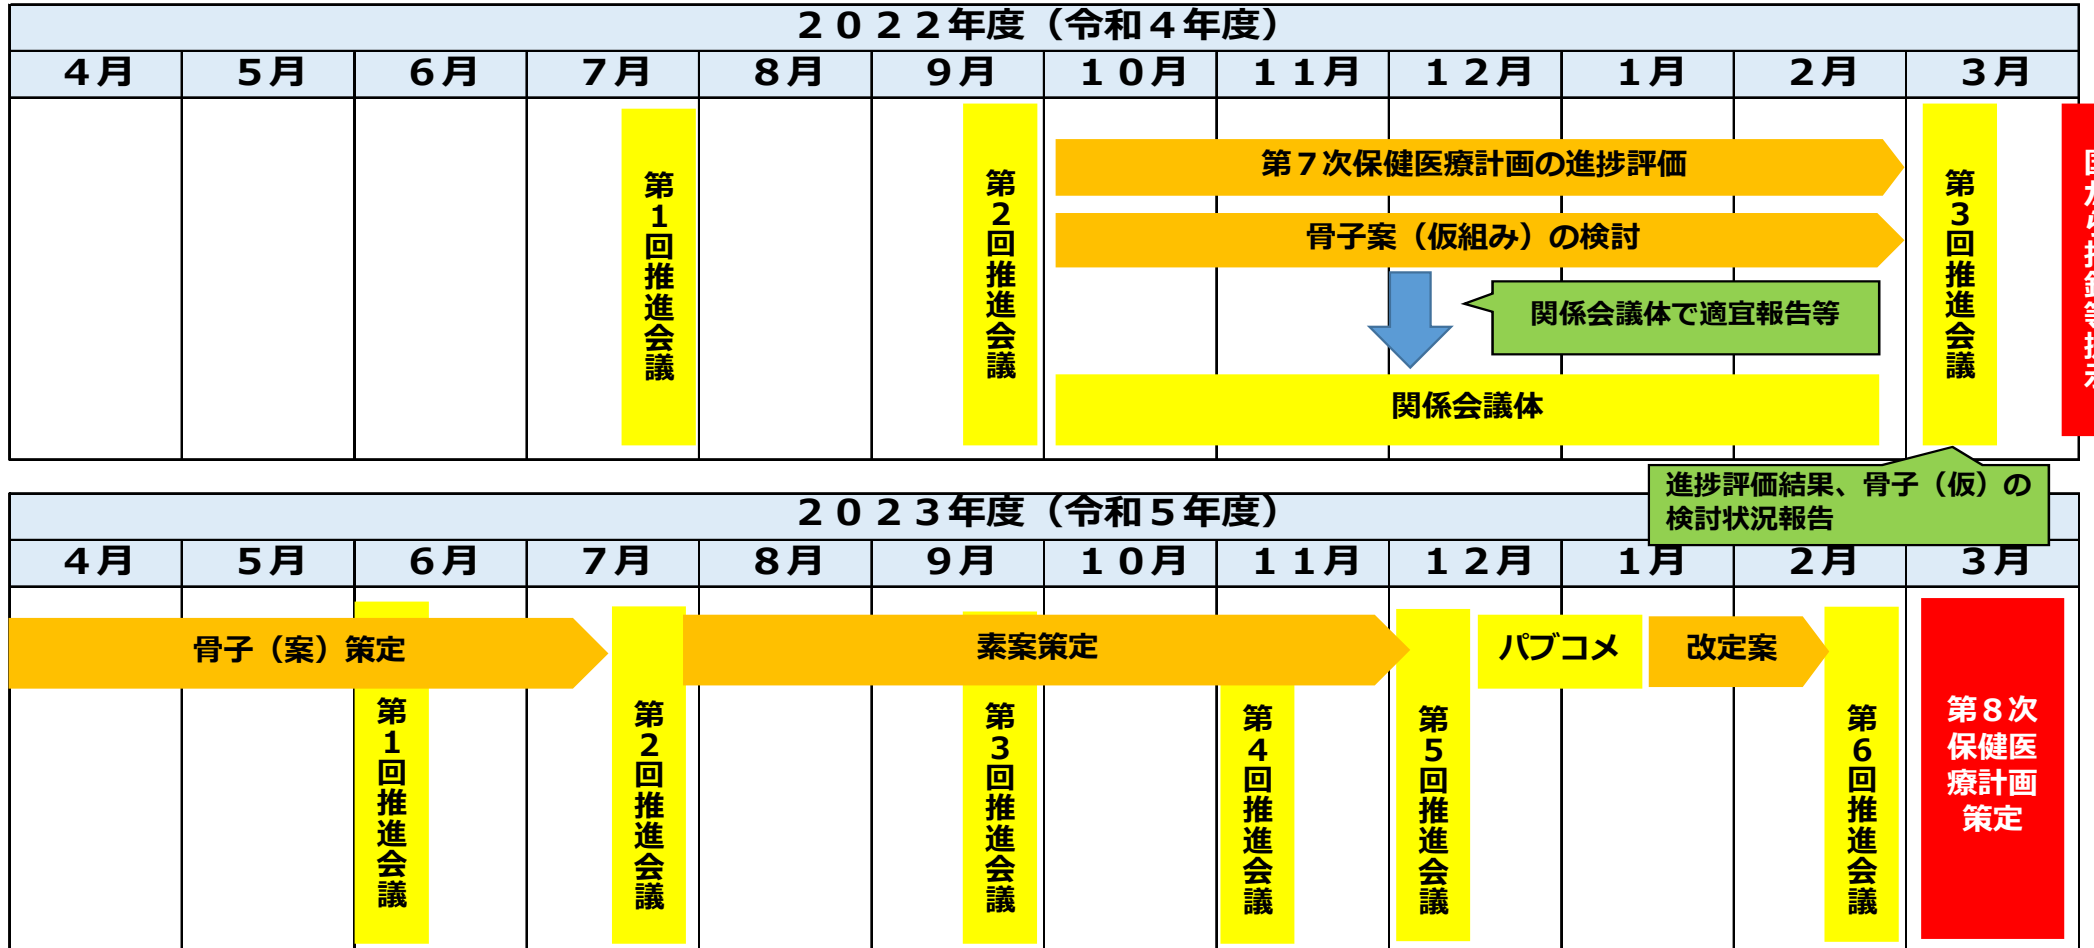 ２０２２年度（令和４年度）
４月 ５月 ６月 ７月 ８月 ９月 １０月 １１月 １２月 １月 ２月 ３月
第１回推進会議
第２回推進会議
第７次保健医療計画の進捗評価
骨子案（仮組み）の検討
関係会議体で適宜報告等
関係会議体
第３回推進会議
進捗評価結果、骨子（仮）の
検討状況報告
２０２３年度（令和５年度）
４月 ５月 ６月 ７月 ８月 ９月 １０月 １１月 １２月 １月 ２月 ３月
骨子（案）策定
第１回推進会議
第２回推進会議
素案策定
第３回推進会議
第４回推進会議
第５回推進会議
パブコメ
改定案
第６回推進会議
第８次
保健医
療計画
策定